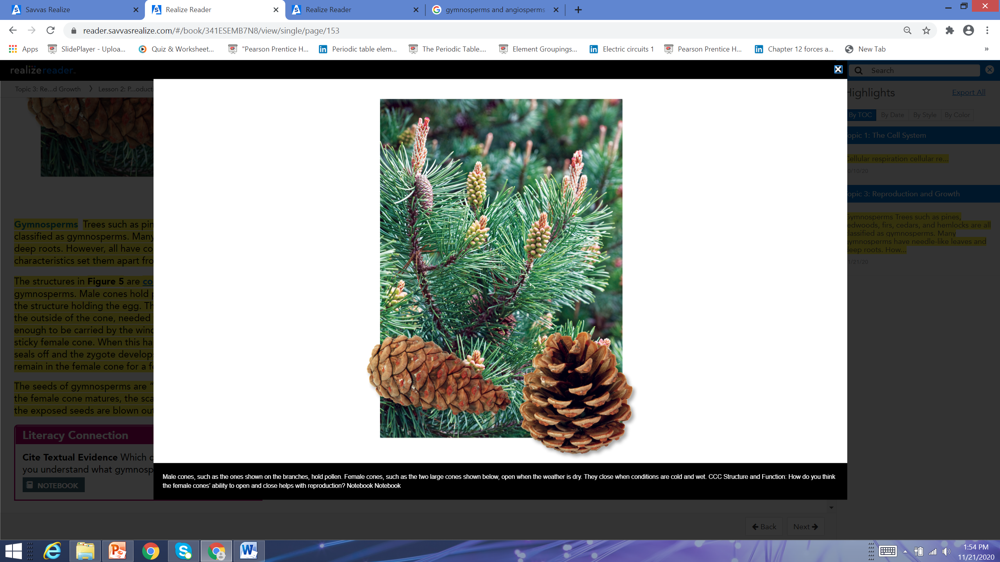 Savvas Realize
Realize Reader
Realize Reader
gymnosperms and angiosperms
reader.savvasrealize.com/#/book/341ESEMB7N8/view/single/page/153
Apps
SlidePlayer - Uploa...
Quiz & Worksheet...
"Pearson Prentice H...
Periodic table elem...
The Periodic Table....
Element Groupings...
Electric circuits 1
Pearson Prentice H...
Chapter 12 forces a...
New Tab
»
realize reader
Search
Topic 3: Re...d Growth
Lesson 2: P...oducti
Highlights
Export All
By TOC
By Date
By Style
By Color
opic 1: The Cell System
Cellular respiration cellular re...
0/10/20
opic 3: Reproduction and Growth
Gymnosperms Trees such as pines,
edwoods, firs, cedars, and hemlocks are all
classified as gymnosperms. Many
gymnosperms have needle-like leaves and
deep roots. How...
1/21/20
Gymnosperms Trees such as pin
classified as gymnosperms. Many
deep roots. However, all have co
characteristics set them apart fro
The structures in Figure 5 are co
gymnosperms. Male cones hold p
the structure holding the egg. Th
the outside of the cone, needed
enough to be carried by the wind
sticky female cone. When this ha
seals off and the zygote develops
remain in the female cone for a fe
The seeds of gymnosperms are “
the female cone matures, the sca
the exposed seeds are blown out
Literacy Connection
Cite Textual Evidence Which d
you understand what gymnosp
NOTEBOOK
Male cones, such as the ones shown on the branches, hold pollen. Female cones, such as the two large cones shown below, open when the weather is dry. They close when conditions are cold and wet. CCC Structure and Function: How do you think
the female cones’ ability to open and close helps with reproduction? Notebook Notebook
Back
Next
1:54 PM
11/21/2020